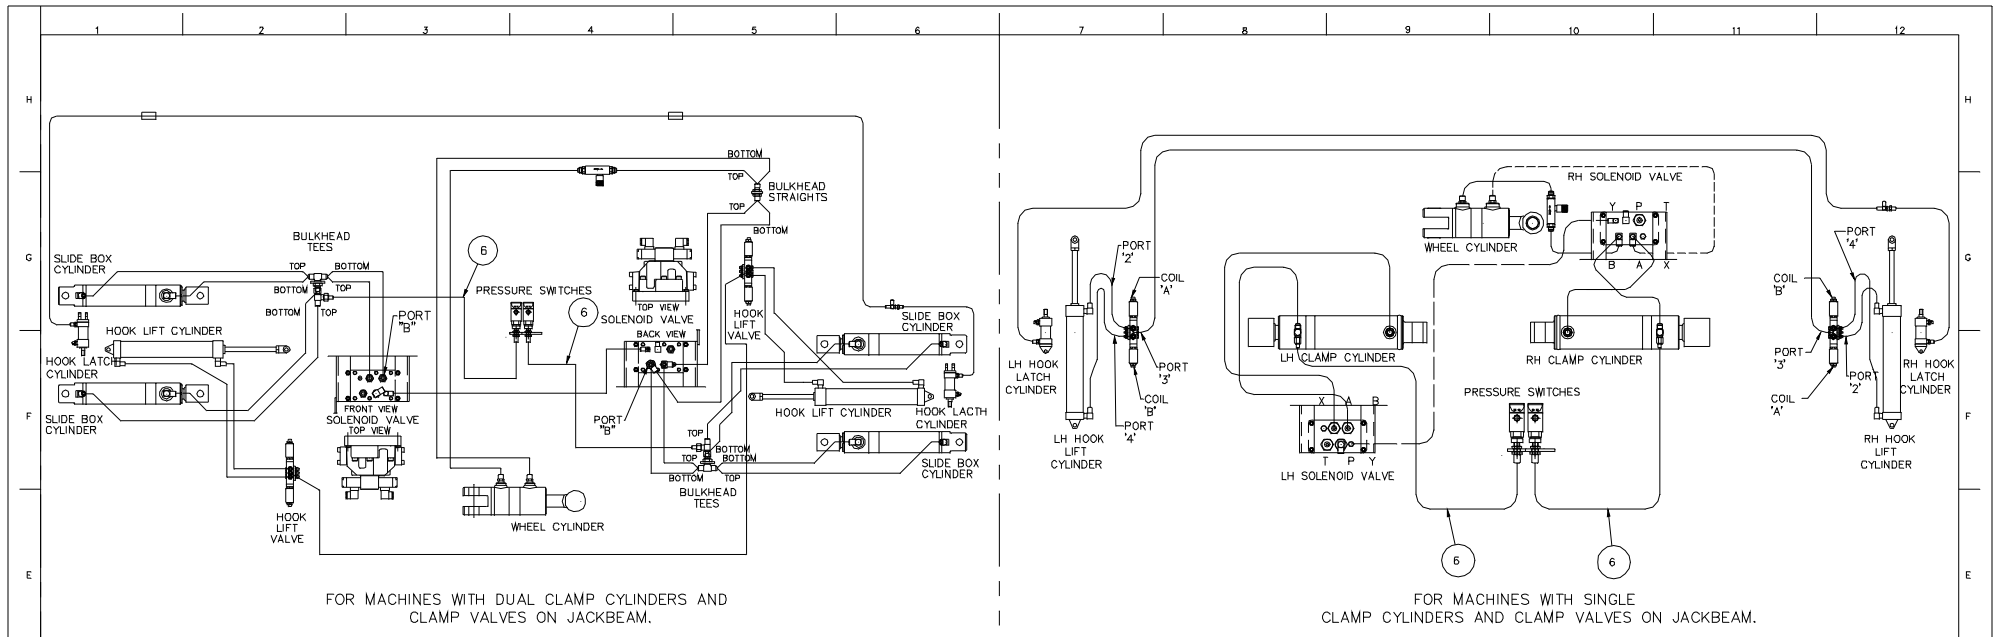 1 2 3 4 5 6 7 8 9 10 11 12
H
H
BOTTOM
TOP
BULKHEAD
STRAIGHTS
TOP
BOTTOM
RH SOLENOID VALVE
Y P T
WHEEL CYLINDER
B A X
BULKHEAD
TEES
6
G
G
SLIDE BOX
CYLINDER
TOP
BOTTOM
BOTTOM
TOP
BOTTOM
TOP
PRESSURE SWITCHES
6
TOP VIEW
SOLENOID VALVE
BACK VIEW
HOOK
LIFT
VALVE
SLIDE BOX
CYLINDER
PORT
'2'
COIL
'A'
PORT
'4'
COIL
'B'
HOOK LIFT CYLINDER
PORT
"B"
HOOK LATCH
CYLINDER
SLIDE BOX
CYLINDER
FRONT VIEW
SOLENOID VALVE
TOP VIEW
PORT
"B"
HOOK LIFT CYLINDER
HOOK LACTH
CYLINDER
LH HOOK
LATCH
CYLINDER
PORT
'3'
COIL
'B'
PORT
'4'
LH CLAMP CYLINDER
RH CLAMP CYLINDER
PORT
'3'
PORT
'2'
COIL
'A'
RH HOOK
LATCH
CYLINDER
F
F
PRESSURE SWITCHES
X A B
T P Y
LH SOLENOID VALVE
LH HOOK
LIFT
CYLINDER
RH HOOK
LIFT
CYLINDER
TOP
BOTTOM
TOP
BOTTOM
BOTTOM
TOP
BULKHEAD
TEES
SLIDE BOX
CYLINDER
HOOK
LIFT
VALVE
WHEEL CYLINDER
6
6
E
E
FOR MACHINES WITH DUAL CLAMP CYLINDERS AND
CLAMP VALVES ON JACKBEAM.
FOR MACHINES WITH SINGLE
CLAMP CYLINDERS AND CLAMP VALVES ON JACKBEAM.